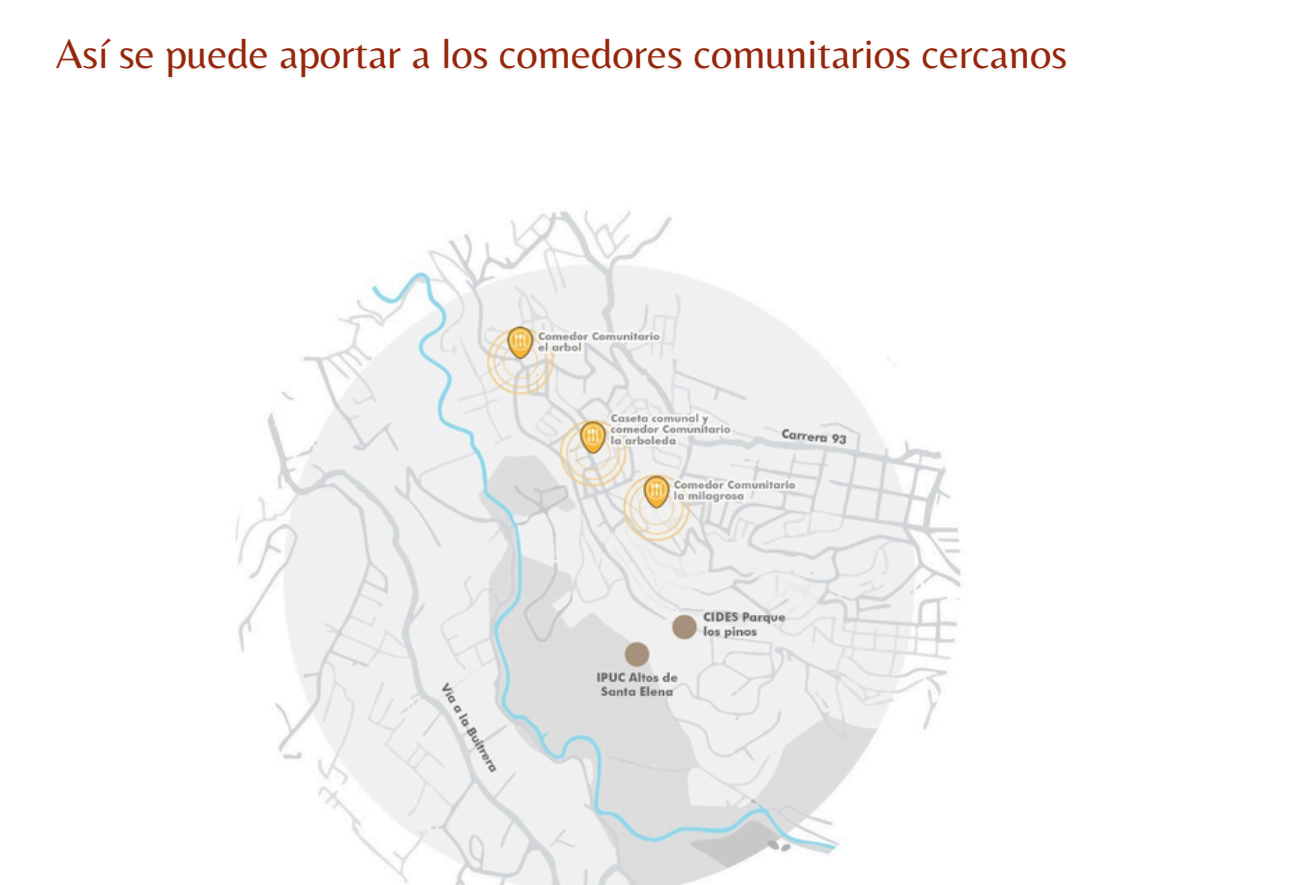 Así se puede aportar a los comedores comunitarios cercanos
Comedor Comunitario
el arbol
Caseta comunal y
comedor Comunitario
la arboleda
Carrera 93
Comedor Comunitario
la milagrosa
CIDES Parque
los pinos
IPUC Altos de
Santa Elena
Vía a la Buitrera